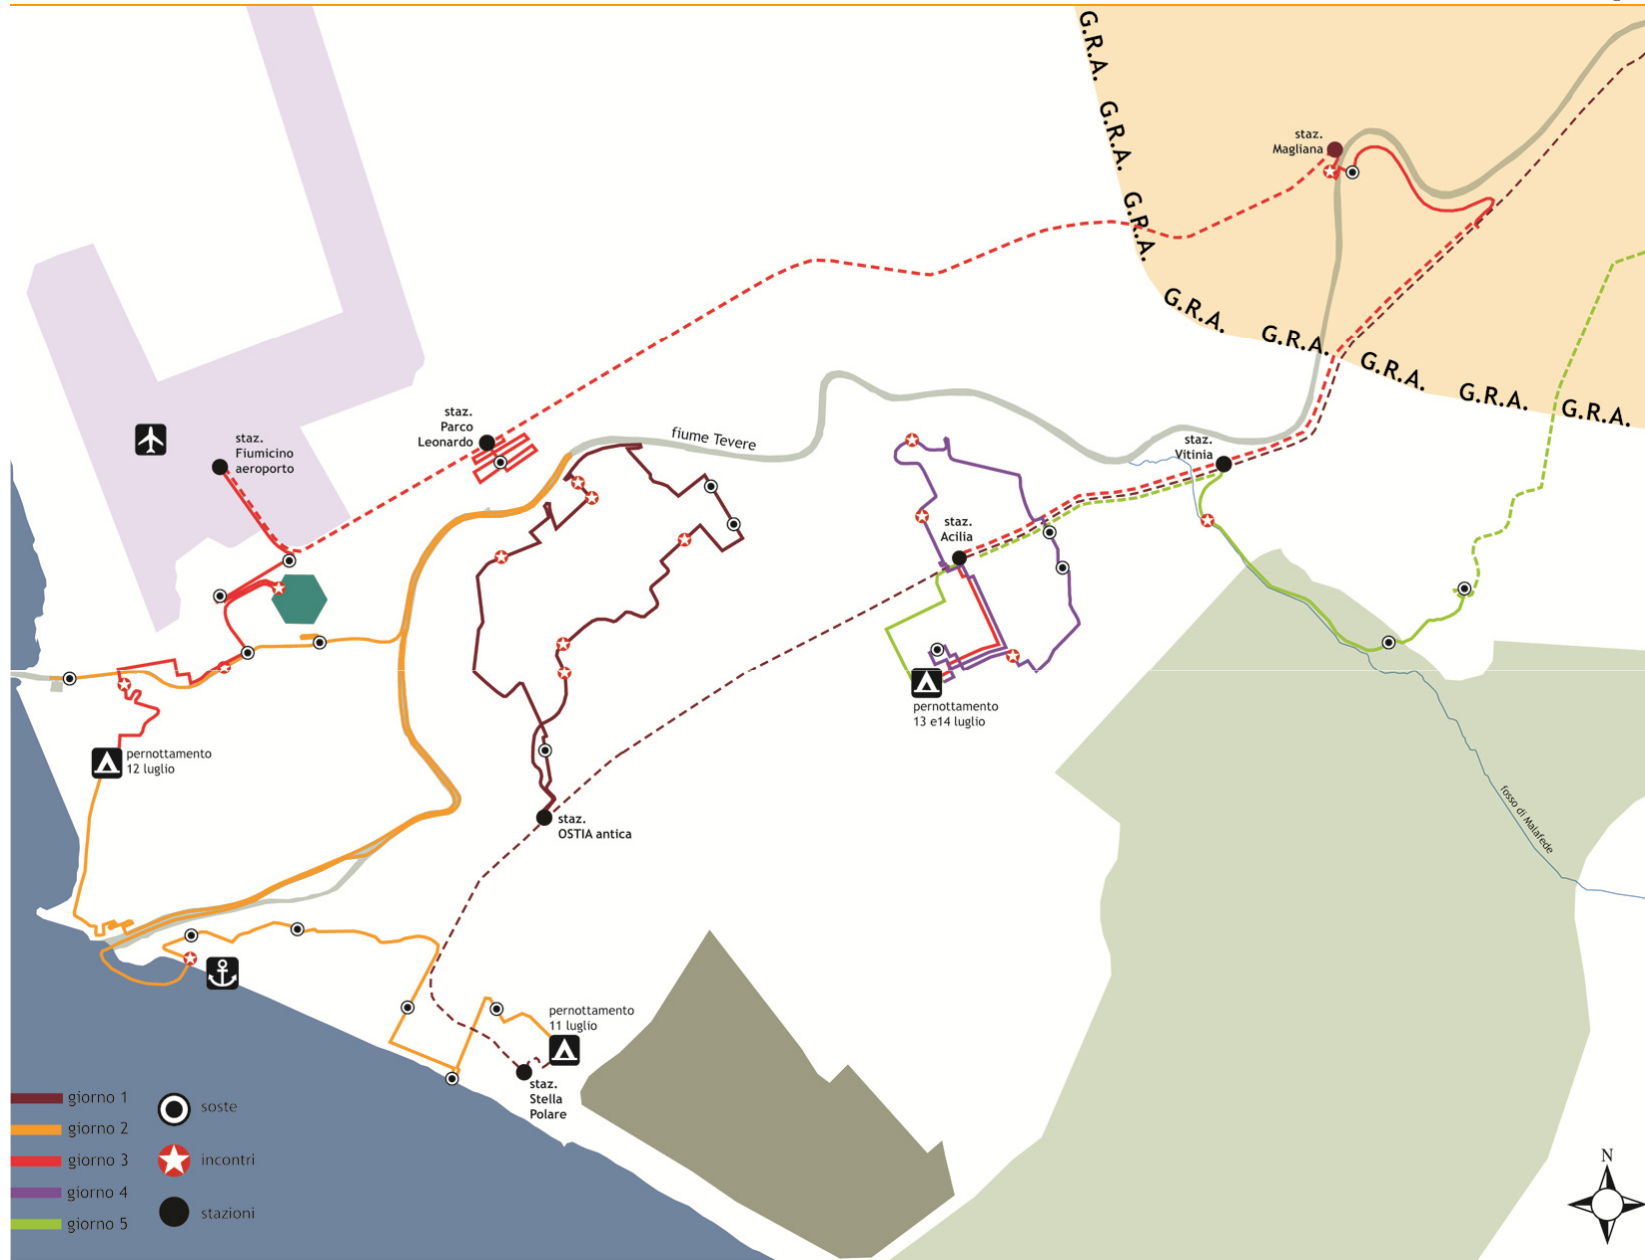 G.R.A.
G.R.A.
G.R.A.
G.R.A.
G.R.A.
G.R.A.
G.R.A.
G.R.A.
staz.
Magliana
staz.
Parco
Leonardo
staz.
Fiumicino
aeroporto
fiume Tevere
staz.
Vitinia
staz.
Acilia
pernottamento
13 e14 luglio
pernottamento
12 luglio
staz.
OSTIA antica
fosso di Malafede
pernottamento
11 luglio
staz.
Stella
Polare
giorno 1
giorno 2
giorno 3
giorno 4
giorno 5
soste
incontri
stazioni
N